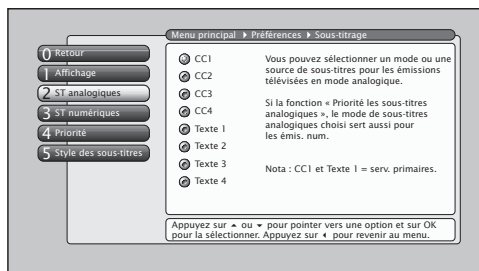 Menu principal ▸ Préférences ▸ Sous-titrage
0 Retour
1 Affichage
2 ST analogiques
3 ST numériques
4 Priorité
5 Style des sous-titres
CC1
CC2
CC3
CC4
Texte 1
Texte 2
Texte 3
Texte 4
Vous pouvez sélectionner un mode ou une
source de sous-titres pour les émissions
télévisées en mode analogique.
Si la fonction « Priorité les sous-titres
analogiques », le mode de sous-titres
analogiques choisi sert aussi pour
les émis. num.
Nota : CC1 et Texte 1 = serv. primaires.
Appuyez sur ▲ ou ▼ pour pointer vers une option et sur OK
pour la sélectionner. Appuyez sur ◀ pour revenir au menu.